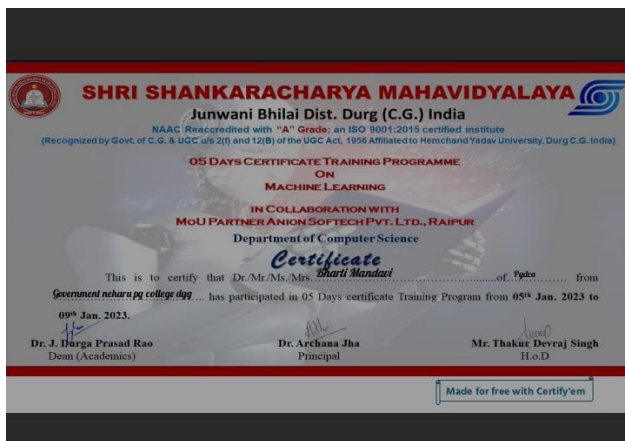 SHRI SHANKARACHARYA MAHAVIDYALAYA
Junwani Bhilai Dist. Durg (C.G.) India
NAAC Reaccredited with "A" Grade; an ISO 9001:2015 certified institute
(Recognized by Govt. of C.G. & UGC u/s 2(f) and 12(B) of the UGC Act, 1956 Affiliated to Hemchand Yadav University, Durg C.G. India)
05 DAYS CERTIFICATE TRAINING PROGRAMME
ON
MACHINE LEARNING
IN COLLABORATION WITH
MOU PARTNER ANION SOFTECH PVT. LTD., RAIPUR
Department of Computer Science
Certificate
This is to certify that Dr./Mr./Ms./Mrs. Bharti Mandavi of Pgdca from
Government neharu pg college dgg has participated in 05 Days certificate Training Program from 05th Jan. 2023 to
09th Jan. 2023.
Dr. J. Durga Prasad Rao Dr. Archana Jha Mr. Thakur Devraj Singh
Dean (Academics) Principal H.o.D
Made for free with Certify'em